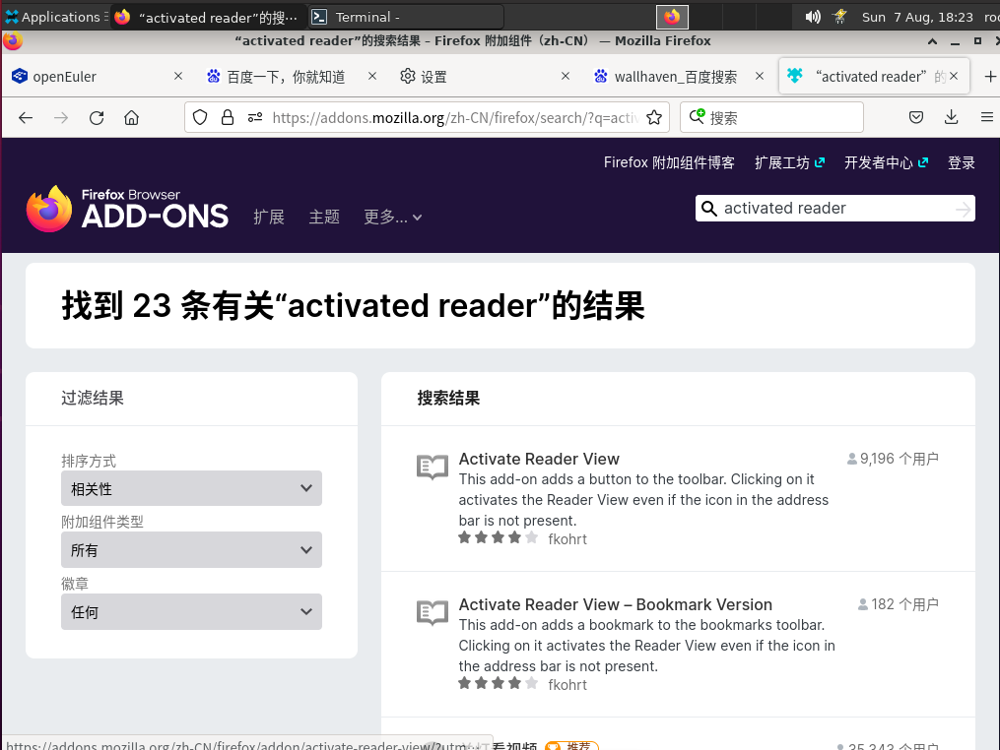 Applications
“activated reader”的搜…
Terminal -
Sun 7 Aug, 18:23
roo
“activated reader”的搜索结果 – Firefox 附加组件（zh-CN） — Mozilla Firefox
openEuler
百度一下，你就知道
设置
wallhaven_百度搜索
“activated reader” 的
https://addons.mozilla.org/zh-CN/firefox/search/?q=activ
搜索
Firefox 附加组件博客
扩展工坊
开发者中心
登录
Firefox Browser
ADD-ONS
扩展
主题
更多…
activated reader
找到 23 条有关“activated reader”的结果
过滤结果
排序方式
相关性
附加组件类型
所有
徽章
任何
搜索结果
Activate Reader View
9,196 个用户
This add-on adds a button to the toolbar. Clicking on it
activates the Reader View even if the icon in the address
bar is not present.
fkohrt
Activate Reader View – Bookmark Version
182 个用户
This add-on adds a bookmark to the bookmarks toolbar.
Clicking on it activates the Reader View even if the icon in
the address bar is not present.
fkohrt
关灯看视频
推荐
35,343 个用户
https://addons.mozilla.org/zh-CN/firefox/addon/activate-reader-view/?utm…